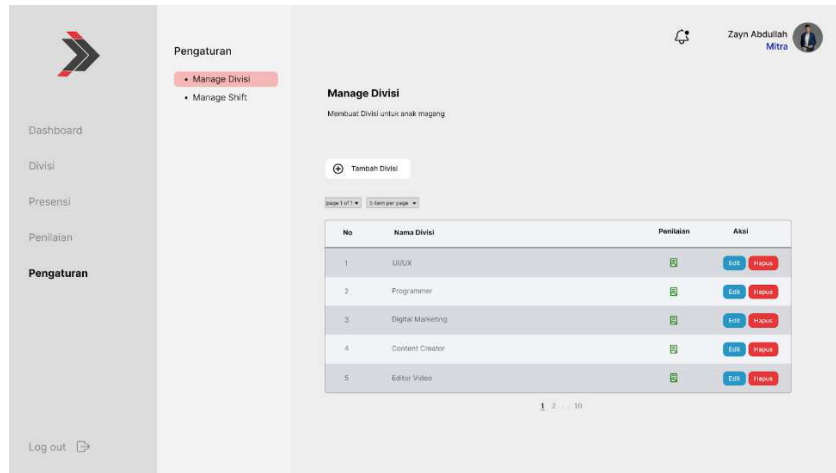 Zayn Abdullah
Mitra
Pengaturan
• Manage Divisi
• Manage Shift
Dashboard
Divisi
Presensi
Penilaian
Pengaturan
Log out
Manage Divisi
Membuat Divisi untuk anak magang
Tambah Divisi
page 1 of 1 5 item per page
No Nama Divisi Penilaian Aksi
1 UI/UX Edit Hapus
2 Programmer Edit Hapus
3 Digital Marketing Edit Hapus
4 Content Creator Edit Hapus
5 Editor Video Edit Hapus
1 2 ... 10